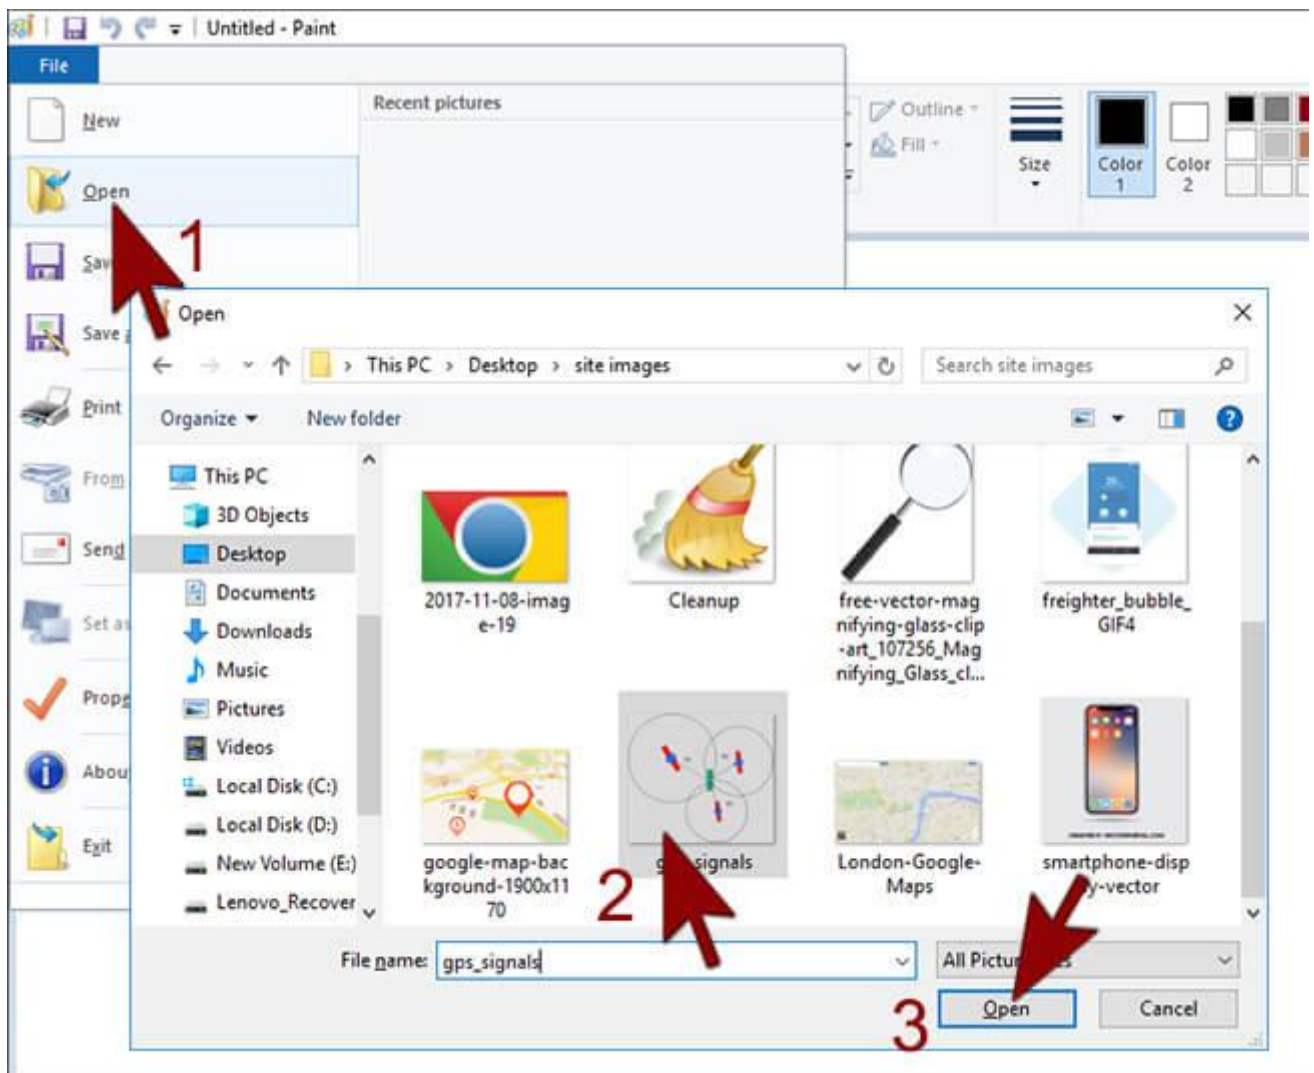 Untitled - Paint
File
Recent pictures
New
Open
1
Save
Print
From
Send
Set as
Exit
Outline
Fill
Size
Color
1
Color
2
Open
This PC > Desktop > site images
Search site images
Organize
New folder
This PC
3D Objects
Desktop
Documents
Downloads
Music
Pictures
Videos
Local Disk (C:)
Local Disk (D:)
New Volume (E:)
Lenovo_Recover
2017-11-08-imag
e-19
Cleanup
free-vector-mag
nifying-glass-clip
-art_107256_Mag
nifying_Glass_cl...
freighter_bubble_
GIF4
google-map-bac
kground-1900x11
70
2
signals
London-Google-
Maps
smartphone-disp
y-vector
File name: gps_signals
All Pictu
3
Open
Cancel